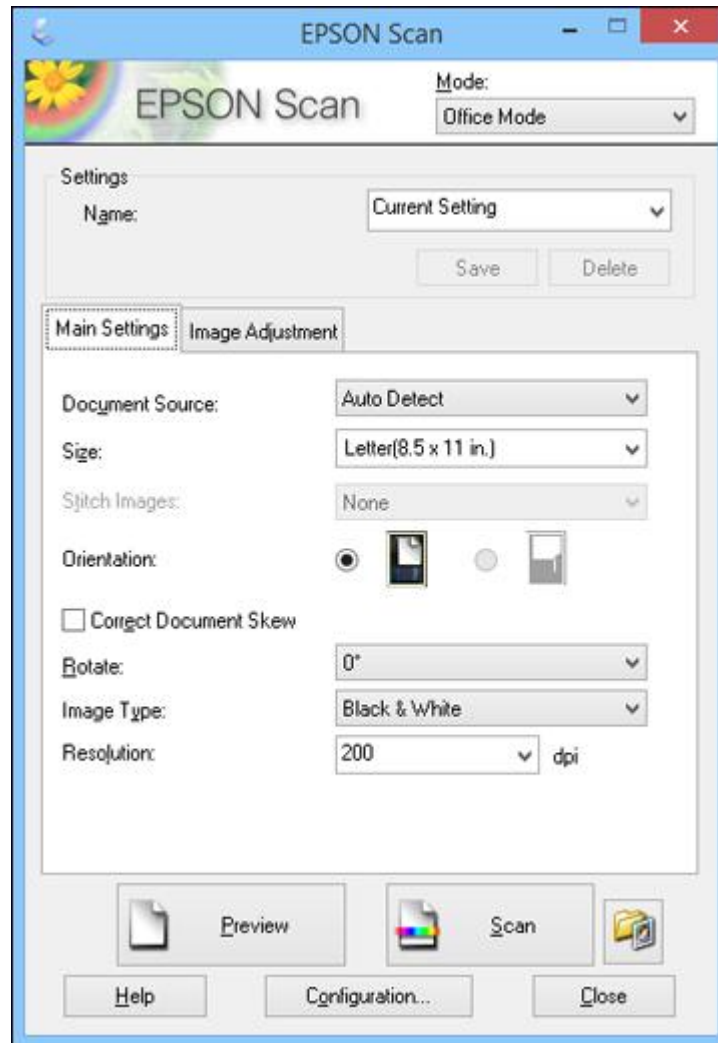 EPSON Scan
EPSON Scan
Mode:
Office Mode
Settings
Name:
Current Setting
Save
Delete
Main Settings
Image Adjustment
Document Source:
Auto Detect
Size:
Letter(8.5 x 11 in.)
Stitch Images:
None
Orientation:
Correct Document Skew
Rotate:
0°
Image Type:
Black & White
Resolution:
200
dpi
Preview
Scan
Help
Configuration...
Close